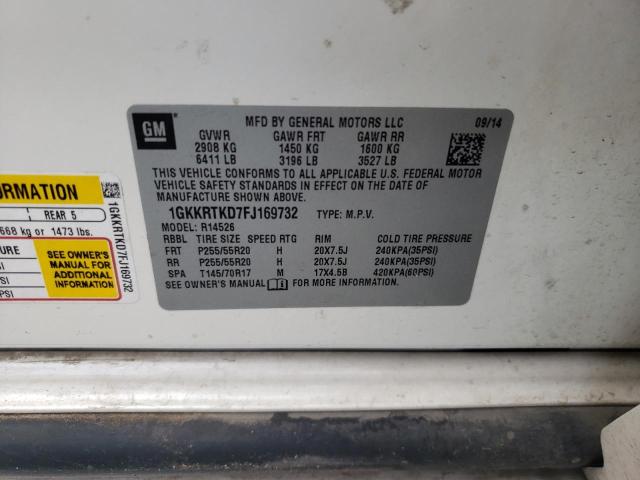 GM
MFD BY GENERAL MOTORS LLC 09/14
GVWR GAWR FRT GAWR RR
2908 KG 1450 KG 1600 KG
6411 LB 3196 LB 3527 LB
THIS VEHICLE CONFORMS TO ALL APPLICABLE U.S. FEDERAL MOTOR
VEHICLE SAFETY STANDARDS IN EFFECT ON THE DATE OF
MANUFACTURE SHOWN ABOVE.
1GKKRTKD7FJ169732 TYPE: M.P.V.
MODEL: R14526
RBBL TIRE SIZE SPEED RTG RIM COLD TIRE PRESSURE
FRT P255/55R20 H 20X7.5J 240KPA(35PSI)
RR P255/55R20 H 20X7.5J 240KPA(35PSI)
SPA T145/70R17 M 17X4.5B 420KPA(60PSI)
SEE OWNER'S MANUAL FOR MORE INFORMATION.
FORMATION
REAR 5
668 kg or 1473 lbs.
SURE
SEE OWNER'S
MANUAL FOR
ADDITIONAL
INFORMATION
PSI
1GKKRTKD7FJ169732